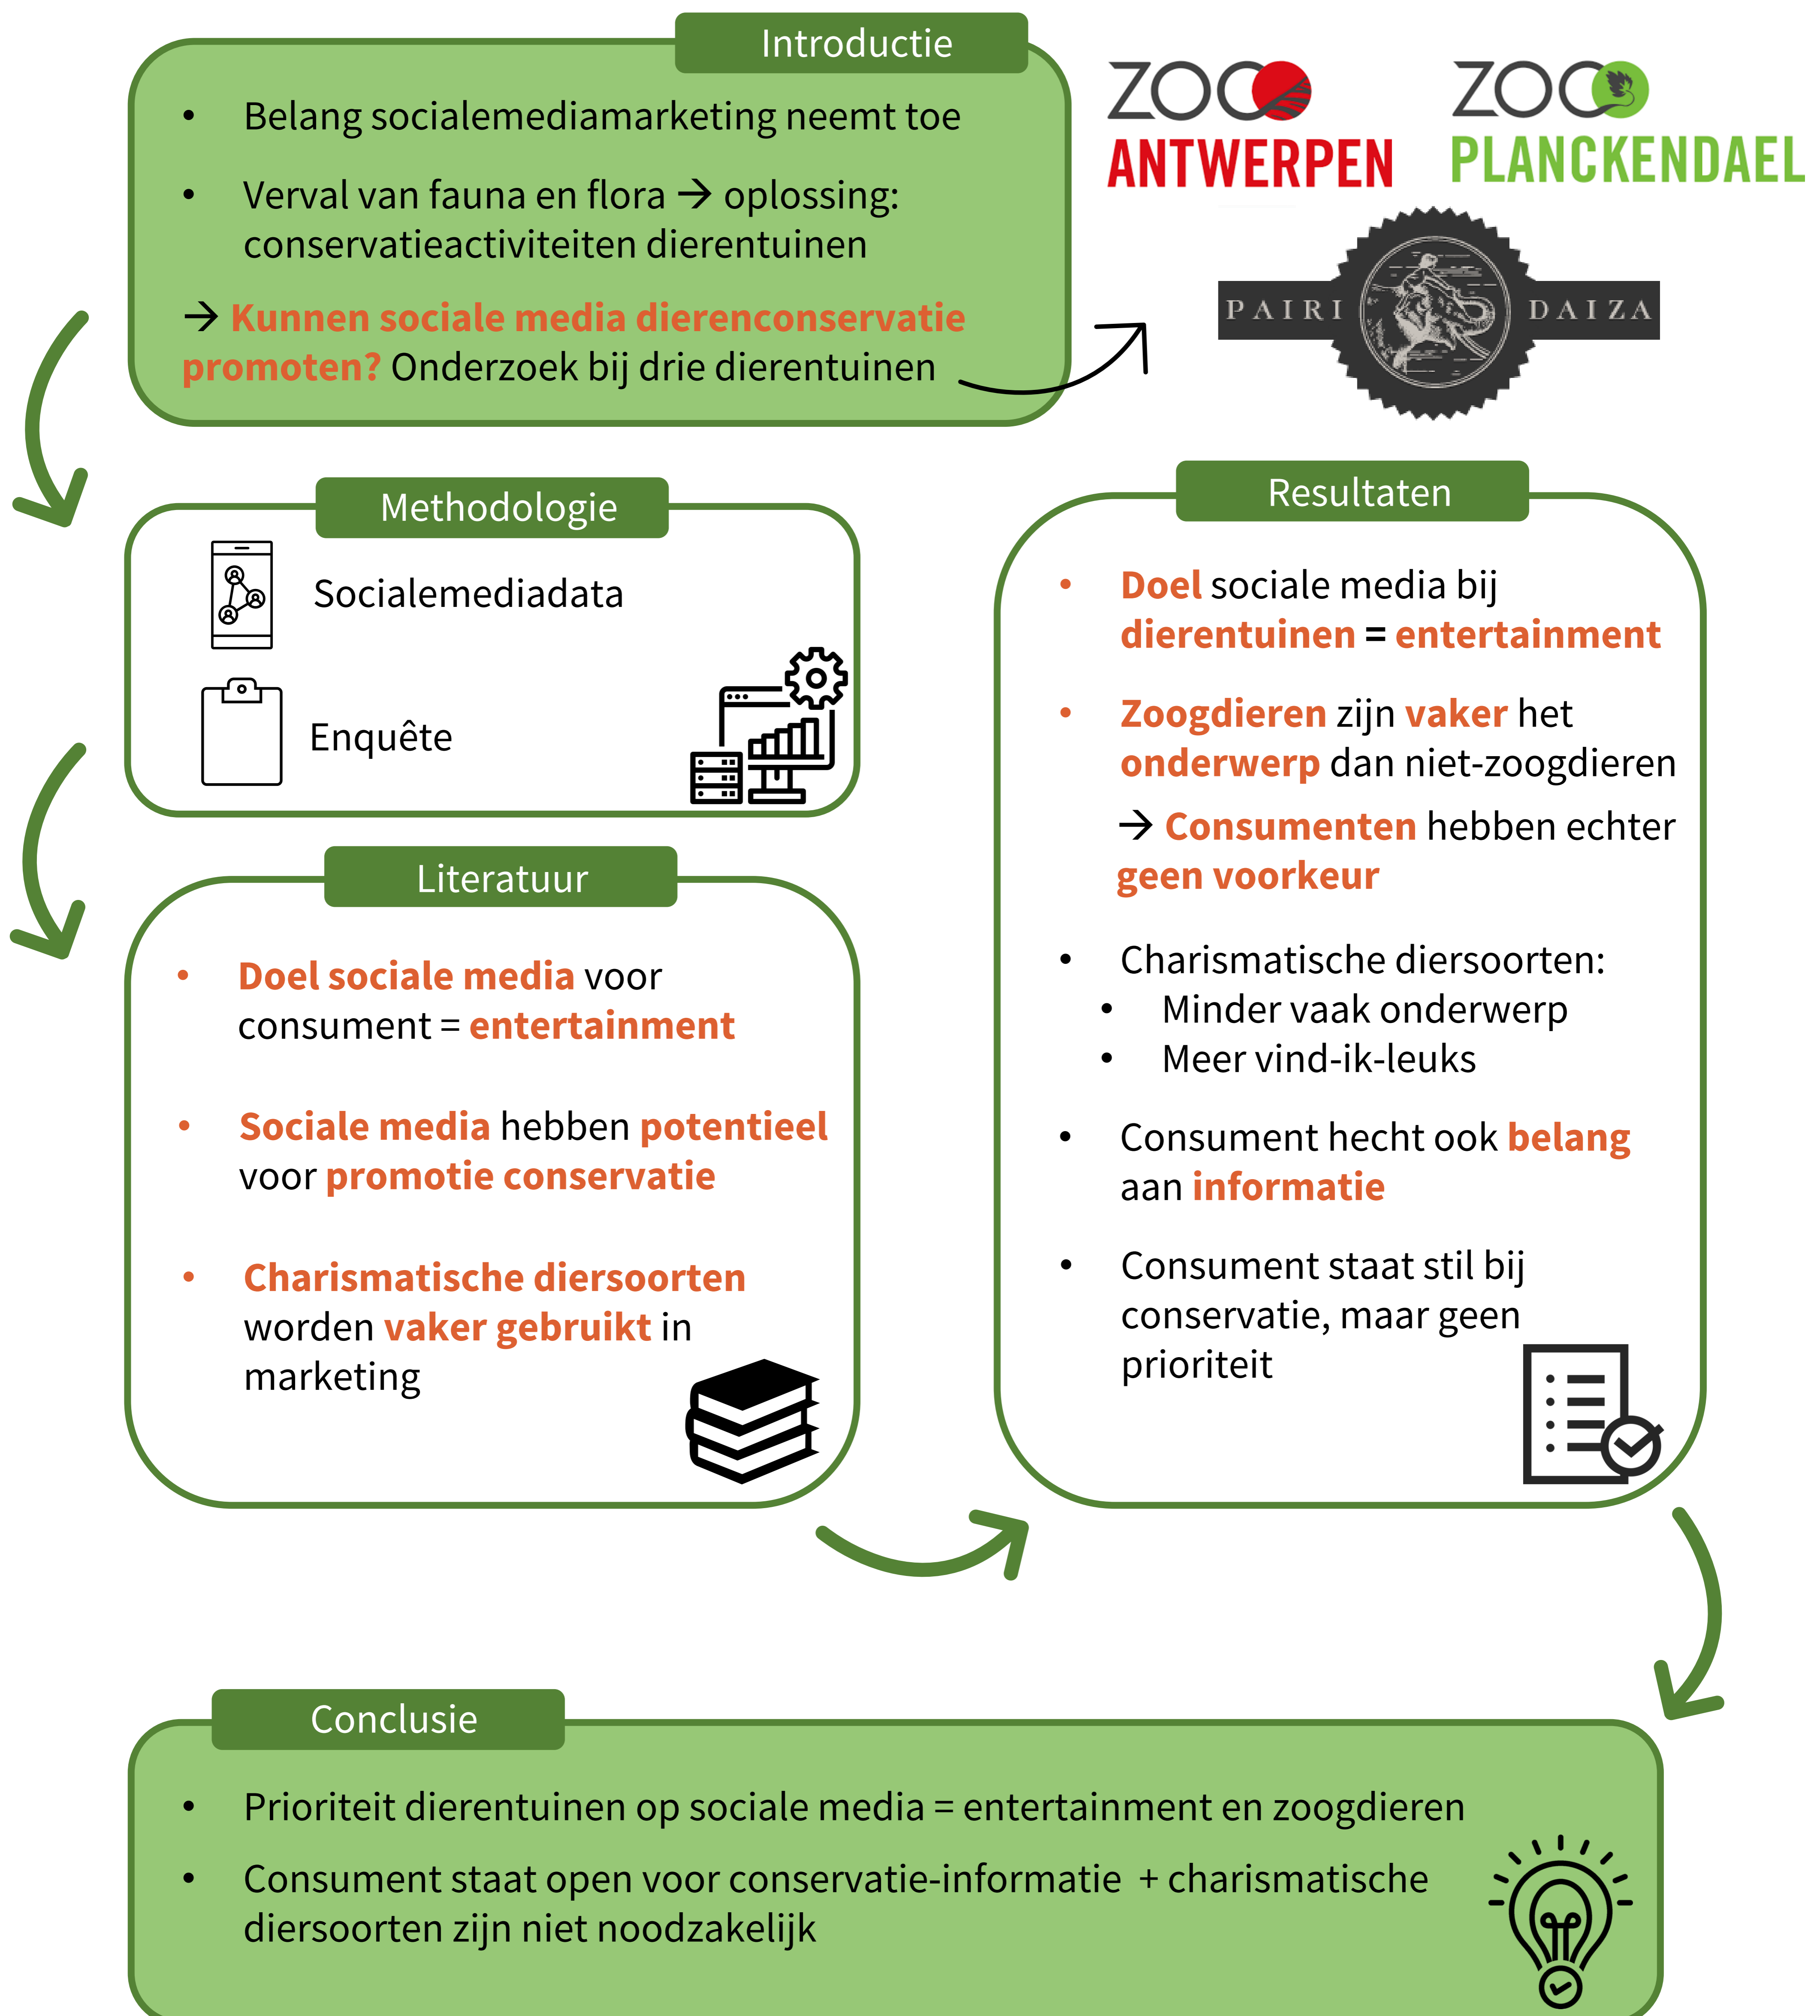 Introductie
• Belang socialemediamarketing neemt toe
• Verval van fauna en flora → oplossing:
conservatieactiviteiten dierentuinen
→ Kunnen sociale media dierenconservatie
promoten? Onderzoek bij drie dierentuinen
ZOO
ANTWERPEN
ZOO
PLANCKENDAEL
PAIRI DAIZA
Methodologie
Socialemediadata
Enquête
Literatuur
• Doel sociale media voor
consument = entertainment
• Sociale media hebben potentieel
voor promotie conservatie
• Charismatische diersoorten
worden vaker gebruikt in
marketing
Resultaten
• Doel sociale media bij
dierentuinen = entertainment
• Zoogdieren zijn vaker het
onderwerp dan niet-zoogdieren
→ Consumenten hebben echter
geen voorkeur
• Charismatische diersoorten:
• Minder vaak onderwerp
• Meer vind-ik-leuks
• Consument hecht ook belang
aan informatie
• Consument staat stil bij
conservatie, maar geen
prioriteit
Conclusie
• Prioriteit dierentuinen op sociale media = entertainment en zoogdieren
• Consument staat open voor conservatie-informatie + charismatische
diersoorten zijn niet noodzakelijk